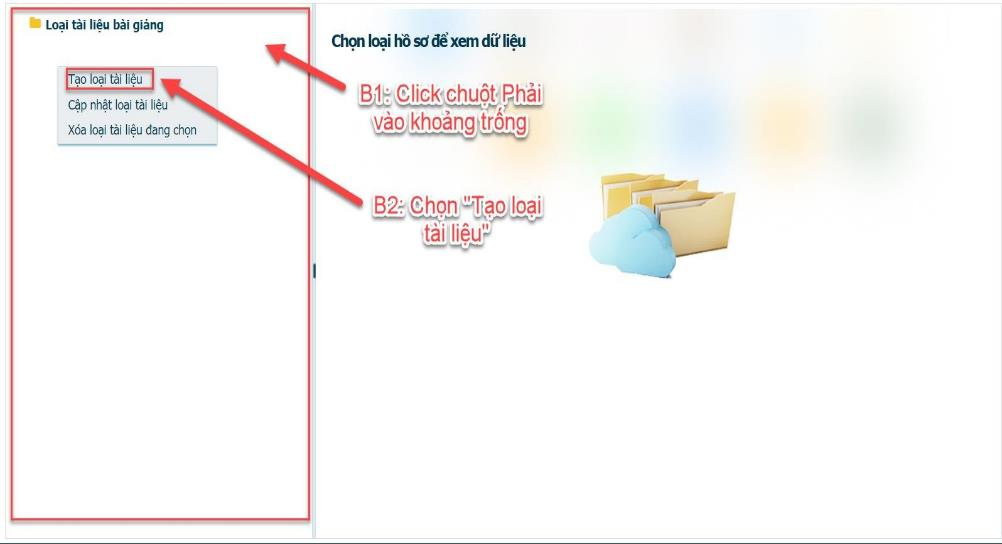 Loại tài liệu bài giảng
Tạo loại tài liệu
Cập nhật loại tài liệu
Xóa loại tài liệu đang chọn
Chọn loại hồ sơ để xem dữ liệu
B1: Click chuột Phải
vào khoảng trống
B2: Chọn "Tạo loại
tài liệu"